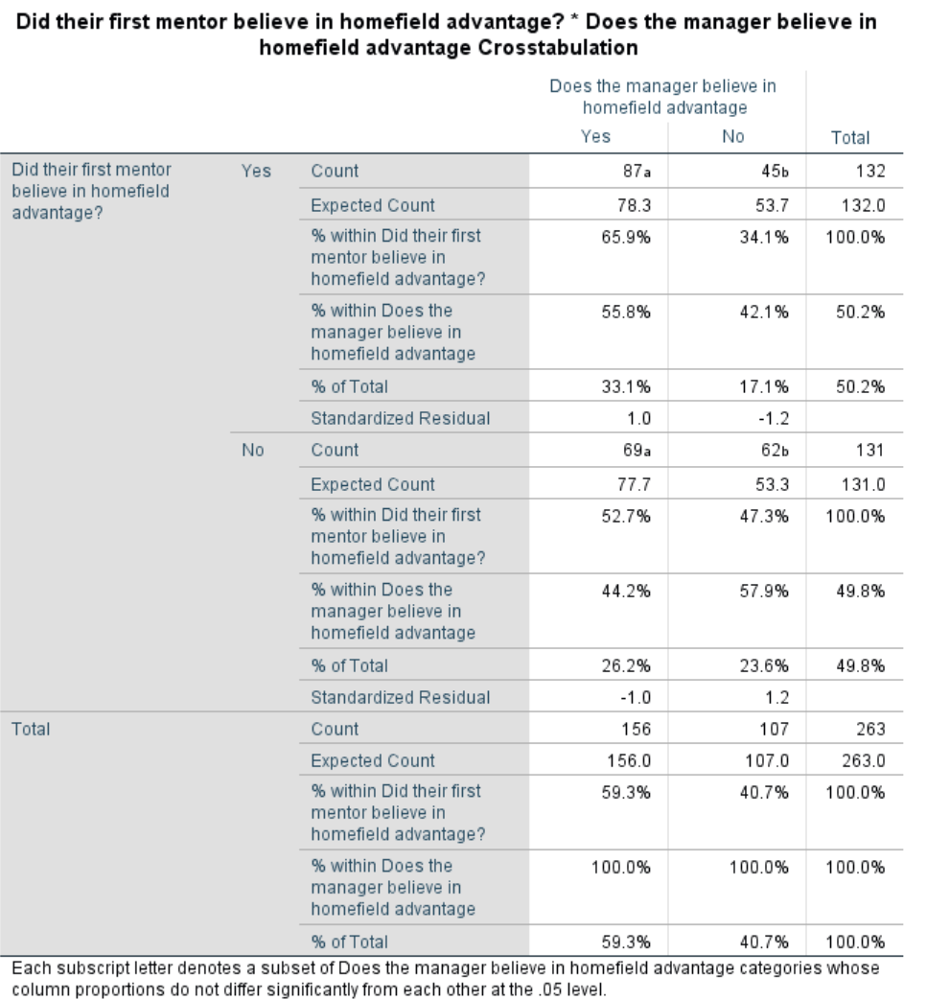 Did their first mentor believe in homefield advantage? * Does the manager believe in
homefield advantage Crosstabulation
Does the manager believe in
homefield advantage
Yes No Total
Did their first mentor believe in homefield advantage? Yes Count 87a 45b 132
Expected Count 78.3 53.7 132.0
% within Did their first mentor believe in homefield advantage? 65.9% 34.1% 100.0%
% within Does the manager believe in homefield advantage 55.8% 42.1% 50.2%
% of Total 33.1% 17.1% 50.2%
Standardized Residual 1.0 -1.2
No Count 69a 62b 131
Expected Count 77.7 53.3 131.0
% within Did their first mentor believe in homefield advantage? 52.7% 47.3% 100.0%
% within Does the manager believe in homefield advantage 44.2% 57.9% 49.8%
% of Total 26.2% 23.6% 49.8%
Standardized Residual -1.0 1.2
Total Count 156 107 263
Expected Count 156.0 107.0 263.0
% within Did their first mentor believe in homefield advantage? 59.3% 40.7% 100.0%
% within Does the manager believe in homefield advantage 100.0% 100.0% 100.0%
% of Total 59.3% 40.7% 100.0%
Each subscript letter denotes a subset of Does the manager believe in homefield advantage categories whose
column proportions do not differ significantly from each other at the .05 level.